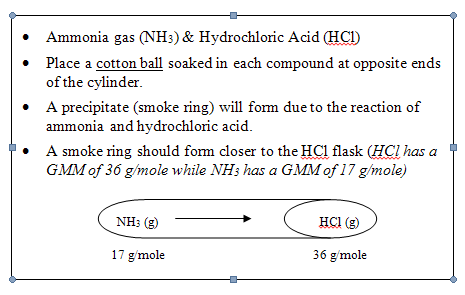 • Ammonia gas (NH₃) & Hydrochloric Acid (HCl)
• Place a cotton ball soaked in each compound at opposite ends
of the cylinder.
• A precipitate (smoke ring) will form due to the reaction of
ammonia and hydrochloric acid.
• A smoke ring should form closer to the HCl flask (HCl has a
GMM of 36 g/mole while NH₃ has a GMM of 17 g/mole)
NH₃ (g) HCl (g)
17 g/mole 36 g/mole